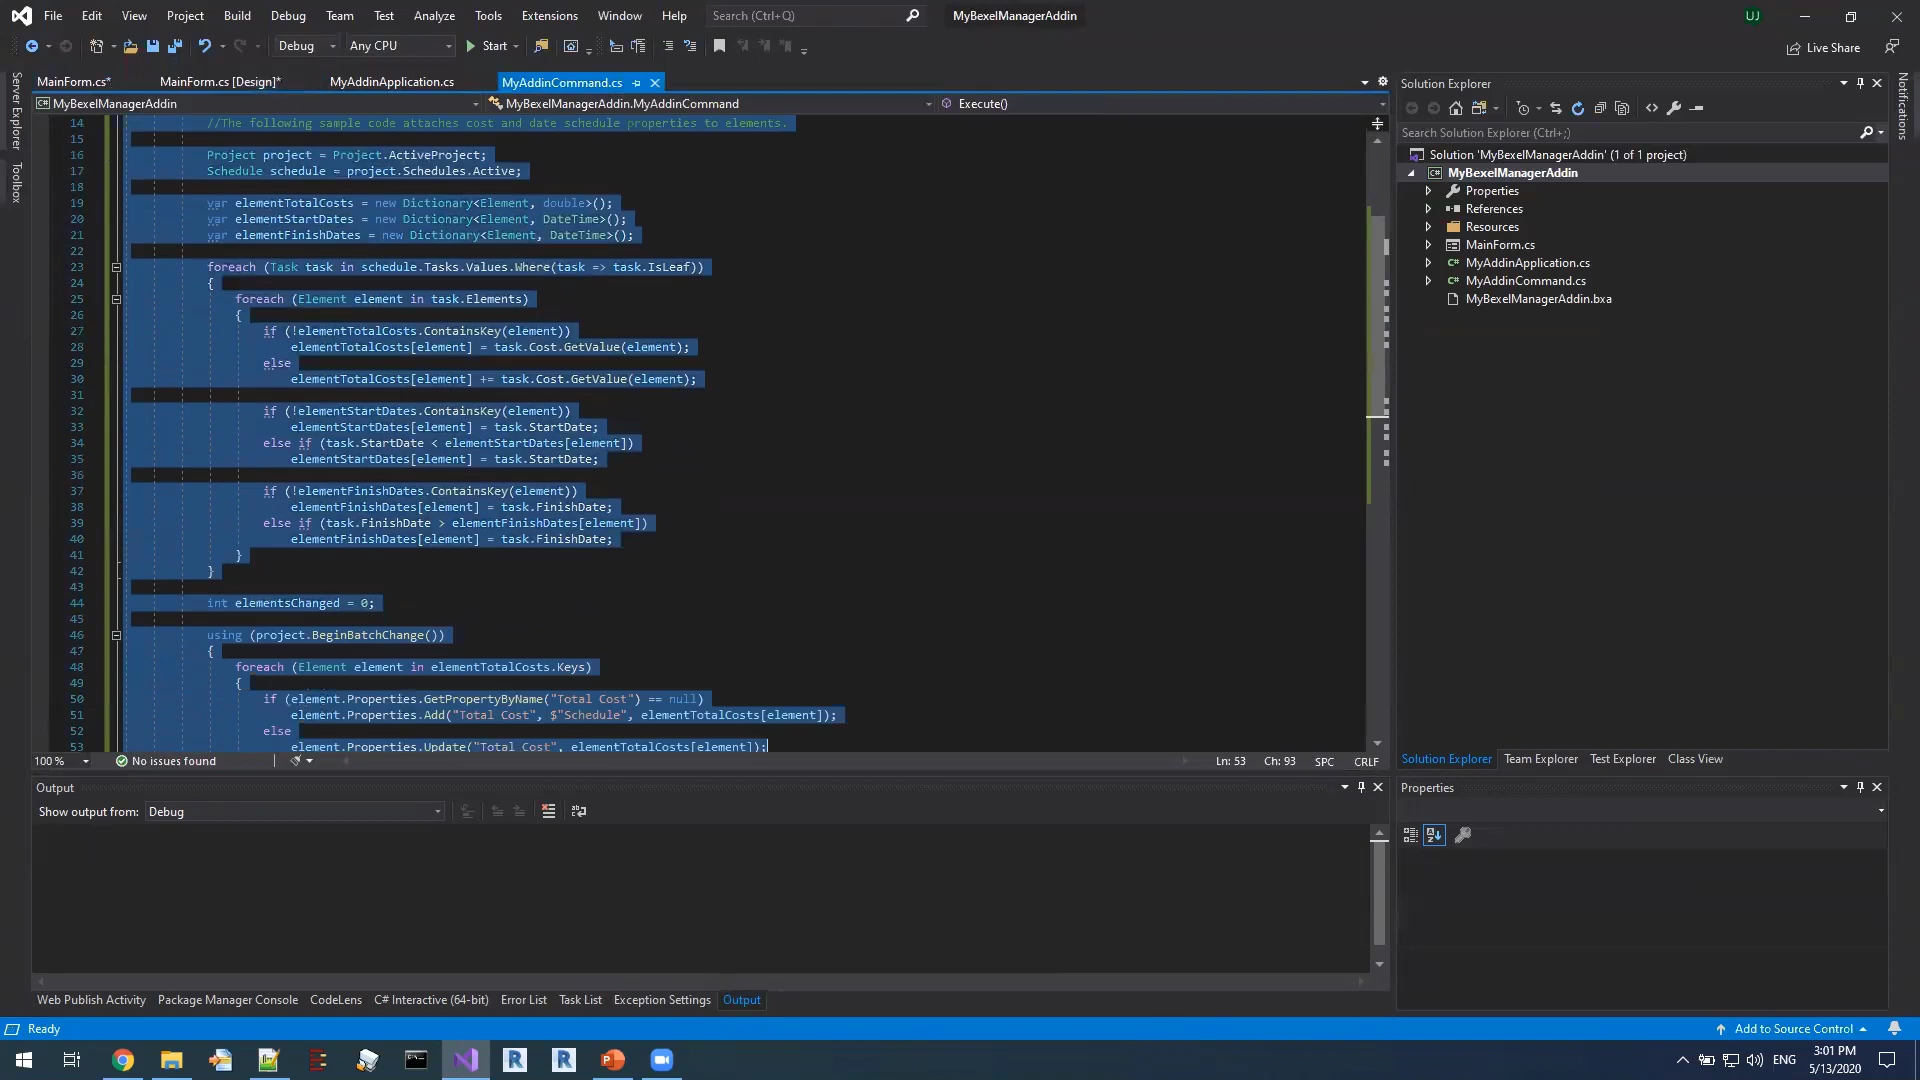 File Edit View Project Build Debug Team Test Analyze Tools Extensions Window Help Search (Ctrl+Q) MyBexelManagerAddin UJ
Debug Any CPU Start Live Share
MainForm.cs* MainForm.cs [Design]* MyAddinApplication.cs MyAddinCommand.cs
MyBexelManagerAddin MyBexelManagerAddin.MyAddinCommand Execute()
Server Explorer
Toolbox
14 //The following sample code attaches cost and date schedule properties to elements.
15
16 Project project = Project.ActiveProject;
17 Schedule schedule = project.Schedules.Active;
18
19 var elementTotalCosts = new Dictionary<Element, double>();
20 var elementStartDates = new Dictionary<Element, DateTime>();
21 var elementFinishDates = new Dictionary<Element, DateTime>();
22
23 foreach (Task task in schedule.Tasks.Values.Where(task => task.IsLeaf))
24 {
25 foreach (Element element in task.Elements)
26 {
27 if (!elementTotalCosts.ContainsKey(element))
28 elementTotalCosts[element] = task.Cost.GetValue(element);
29 else
30 elementTotalCosts[element] += task.Cost.GetValue(element);
31
32 if (!elementStartDates.ContainsKey(element))
33 elementStartDates[element] = task.StartDate;
34 else if (task.StartDate < elementStartDates[element])
35 elementStartDates[element] = task.StartDate;
36
37 if (!elementFinishDates.ContainsKey(element))
38 elementFinishDates[element] = task.FinishDate;
39 else if (task.FinishDate > elementFinishDates[element])
40 elementFinishDates[element] = task.FinishDate;
41 }
42 }
43
44 int elementsChanged = 0;
45
46 using (project.BeginBatchChange())
47 {
48 foreach (Element element in elementTotalCosts.Keys)
49 {
50 if (element.Properties.GetPropertyByName("Total Cost") == null)
51 element.Properties.Add("Total Cost", $"Schedule", elementTotalCosts[element]);
52 else
53 element.Properties.Update("Total Cost", elementTotalCosts[element]);
100 % No issues found Ln: 53 Ch: 93 SPC CRLF
Output
Show output from: Debug
Web Publish Activity Package Manager Console CodeLens C# Interactive (64-bit) Error List Task List Exception Settings Output
Solution Explorer
Search Solution Explorer (Ctrl+;)
Solution 'MyBexelManagerAddin' (1 of 1 project)
C# MyBexelManagerAddin
Properties
References
Resources
MainForm.cs
C# MyAddinApplication.cs
C# MyAddinCommand.cs
MyBexelManagerAddin.bxa
Solution Explorer Team Explorer Test Explorer Class View
Properties
Notifications
Ready Add to Source Control
R R P ENG 3:01 PM
5/13/2020